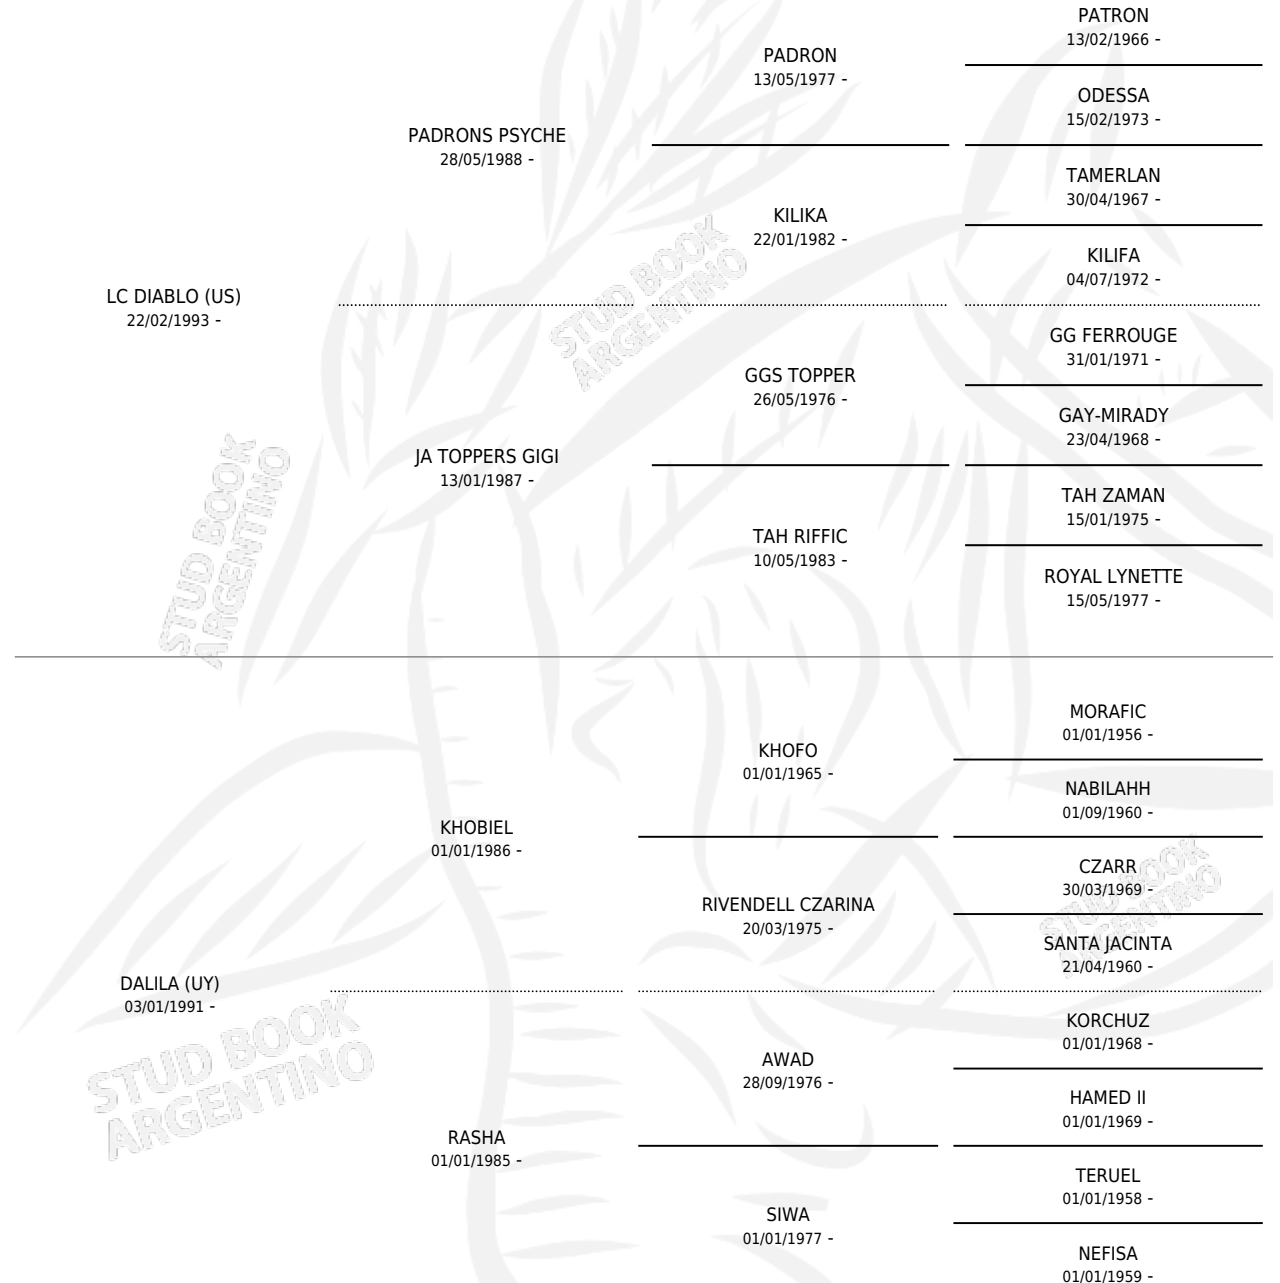 PATRON
13/02/1966 -
PADRON
13/05/1977 -
ODESSA
15/02/1973 -
PADRONS PSYCHE
28/05/1988 -
TAMERLAN
30/04/1967 -
KILIKA
22/01/1982 -
KILIFA
04/07/1972 -
LC DIABLO (US)
22/02/1993 -
GG FERROUGE
31/01/1971 -
GGS TOPPER
26/05/1976 -
GAY-MIRADY
23/04/1968 -
JA TOPPERS GIGI
13/01/1987 -
TAH ZAMAN
15/01/1975 -
TAH RIFFIC
10/05/1983 -
ROYAL LYNETTE
15/05/1977 -
MORAFIC
01/01/1956 -
KHOFO
01/01/1965 -
NABILAHH
01/09/1960 -
KHOBIEL
01/01/1986 -
CZARR
30/03/1969 -
RIVENDELL CZARINA
20/03/1975 -
SANTA JACINTA
21/04/1960 -
DALILA (UY)
03/01/1991 -
KORCHUZ
01/01/1968 -
AWAD
28/09/1976 -
HAMED II
01/01/1969 -
RASHA
01/01/1985 -
TERUEL
01/01/1958 -
SIWA
01/01/1977 -
NEFISA
01/01/1959 -
STUD BOOK
ARGENTINO
STUD BOOK
ARGENTINO
STUD BOOK
ARGENTINO
STUD BOOK
ARGENTINO